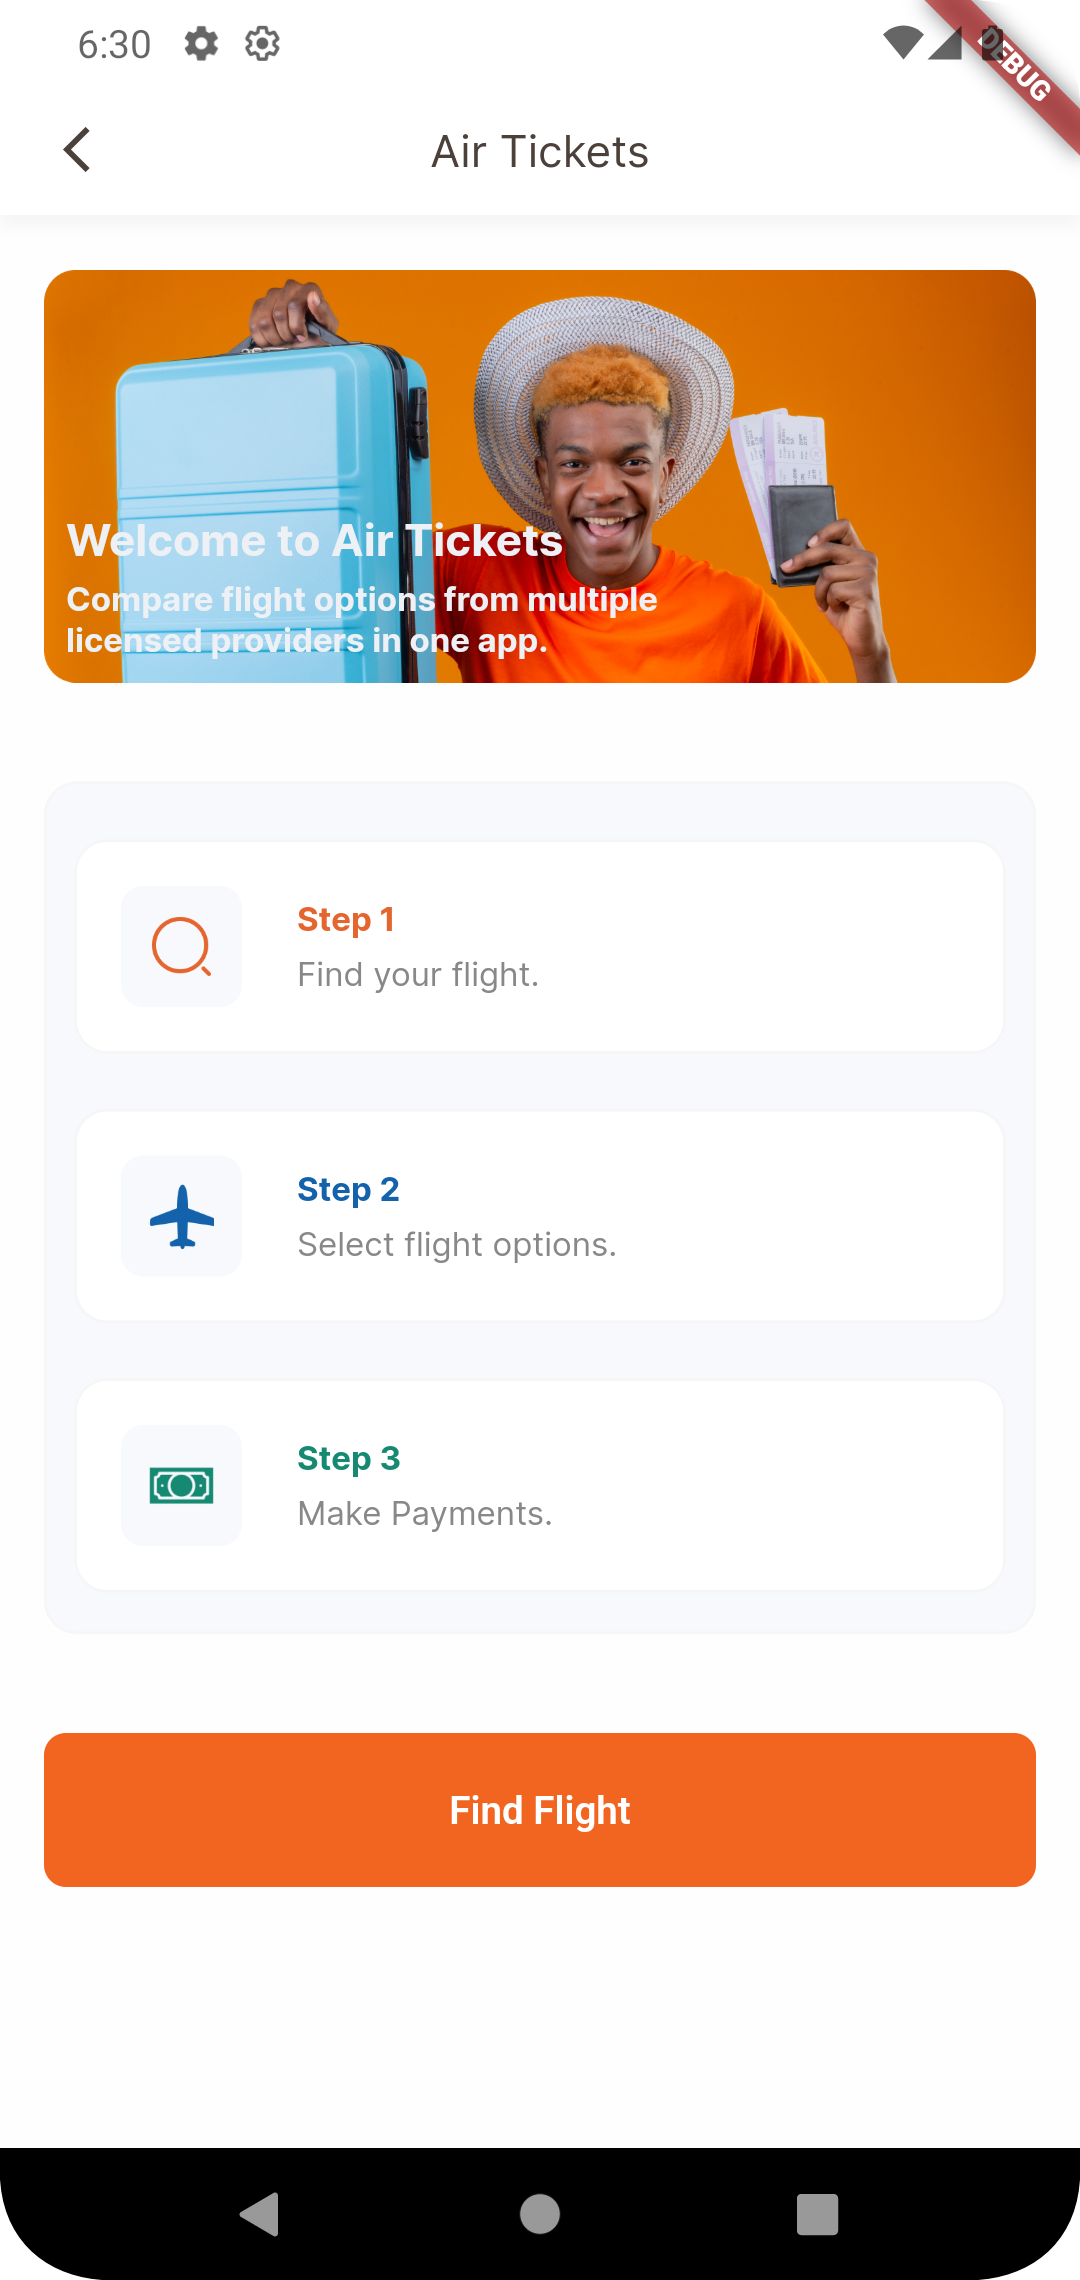 6:30
DEBUG
Air Tickets
Welcome to Air Tickets
Compare flight options from multiple
licensed providers in one app.
Step 1
Find your flight.
Step 2
Select flight options.
Step 3
Make Payments.
Find Flight